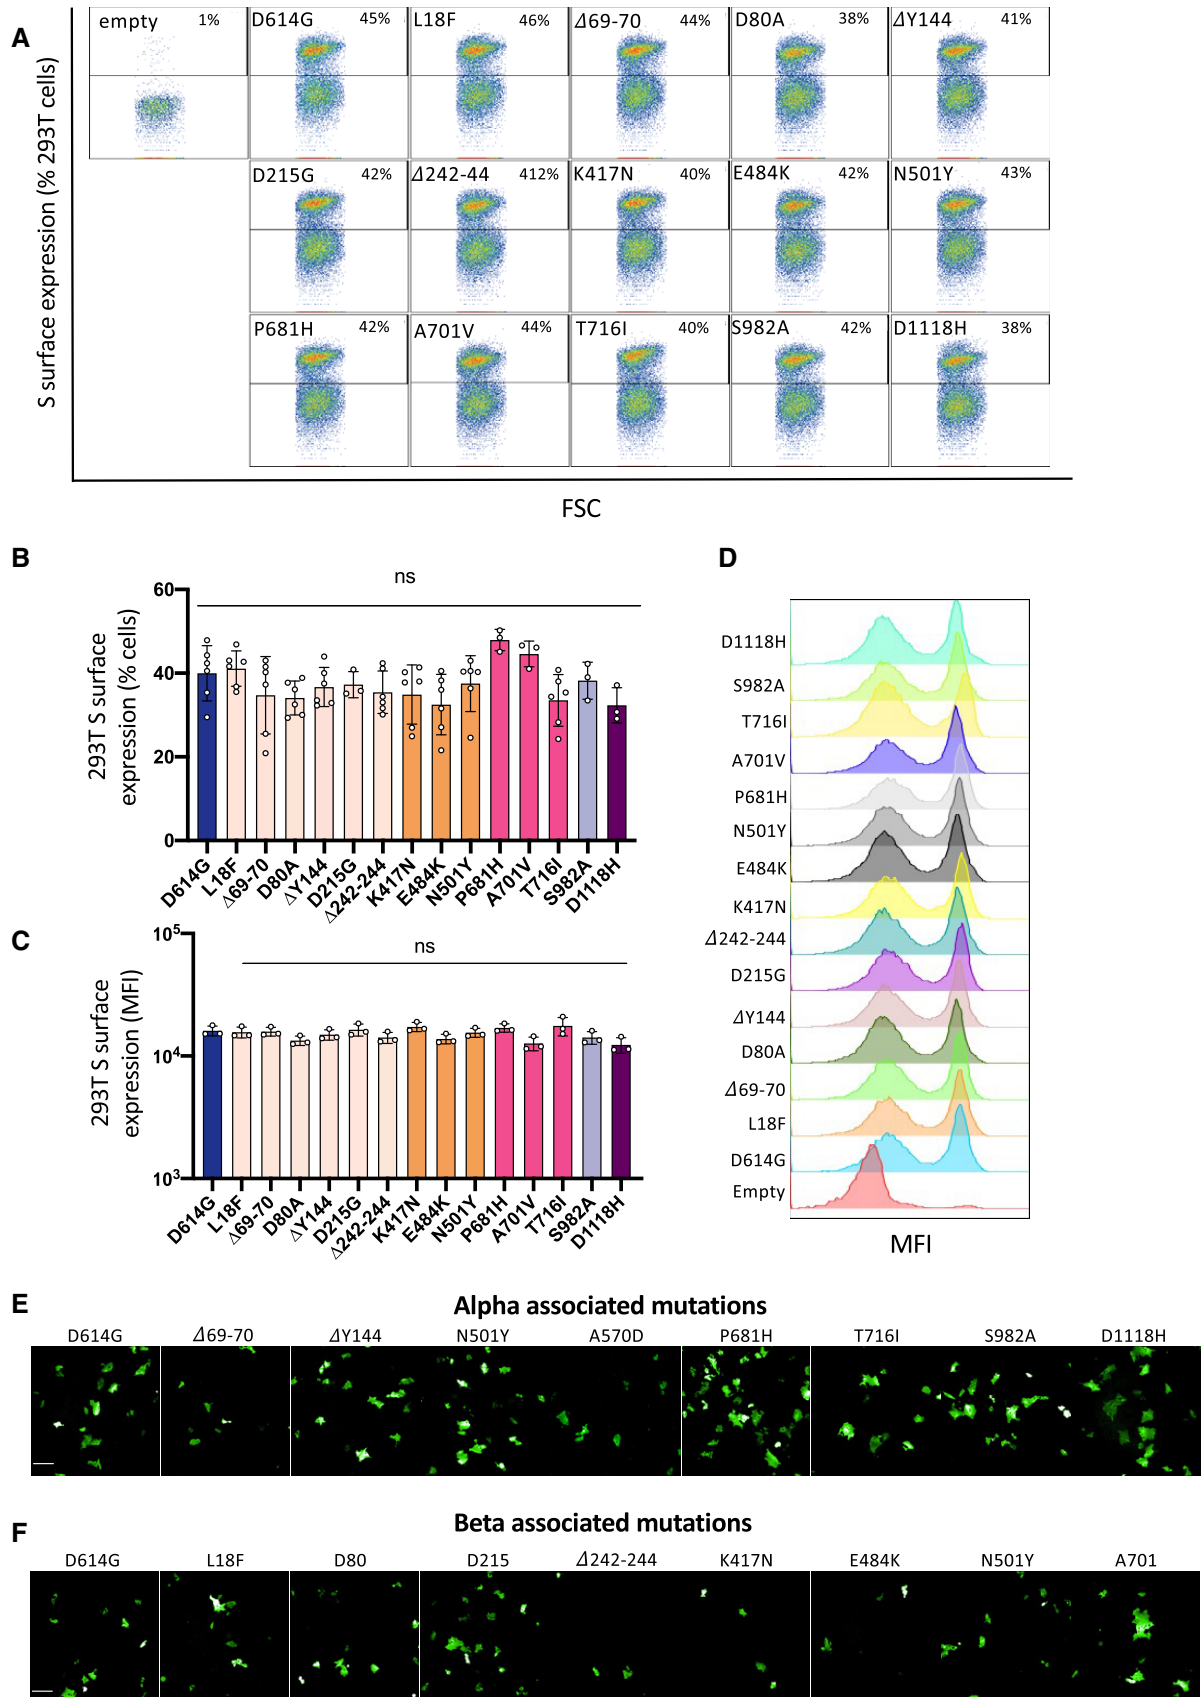 A
S surface expression (% 293T cells)
empty 1%
D614G 45%
L18F 46%
Δ69-70 44%
D80A 38%
ΔY144 41%
D215G 42%
Δ242-44 412%
K417N 40%
E484K 42%
N501Y 43%
P681H 42%
A701V 44%
T716I 40%
S982A 42%
D1118H 38%
FSC
B
293T S surface
expression (% cells)
ns
60
40
20
0
D614G
L18F
Δ69-70
D80A
ΔY144
D215G
Δ242-244
K417N
E484K
N501Y
P681H
A701V
T716I
S982A
D1118H
C
293T S surface
expression (MFI)
ns
10⁵
10⁴
10³
D614G
L18F
Δ69-70
D80A
ΔY144
D215G
Δ242-244
K417N
E484K
N501Y
P681H
A701V
T716I
S982A
D1118H
D
D1118H
S982A
T716I
A701V
P681H
N501Y
E484K
K417N
Δ242-244
D215G
ΔY144
D80A
Δ69-70
L18F
D614G
Empty
MFI
E
Alpha associated mutations
D614G Δ69-70 ΔY144 N501Y A570D P681H T716I S982A D1118H
F
Beta associated mutations
D614G L18F D80 D215 Δ242-244 K417N E484K N501Y A701